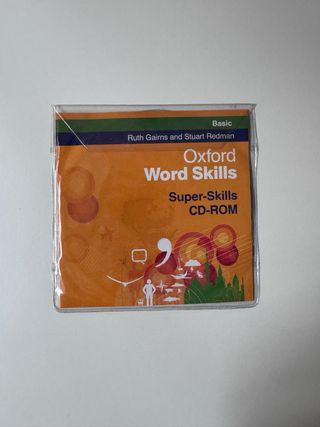 Basic
Ruth Gairns and Stuart Redman
Oxford
Word Skills
Super-Skills
CD-ROM